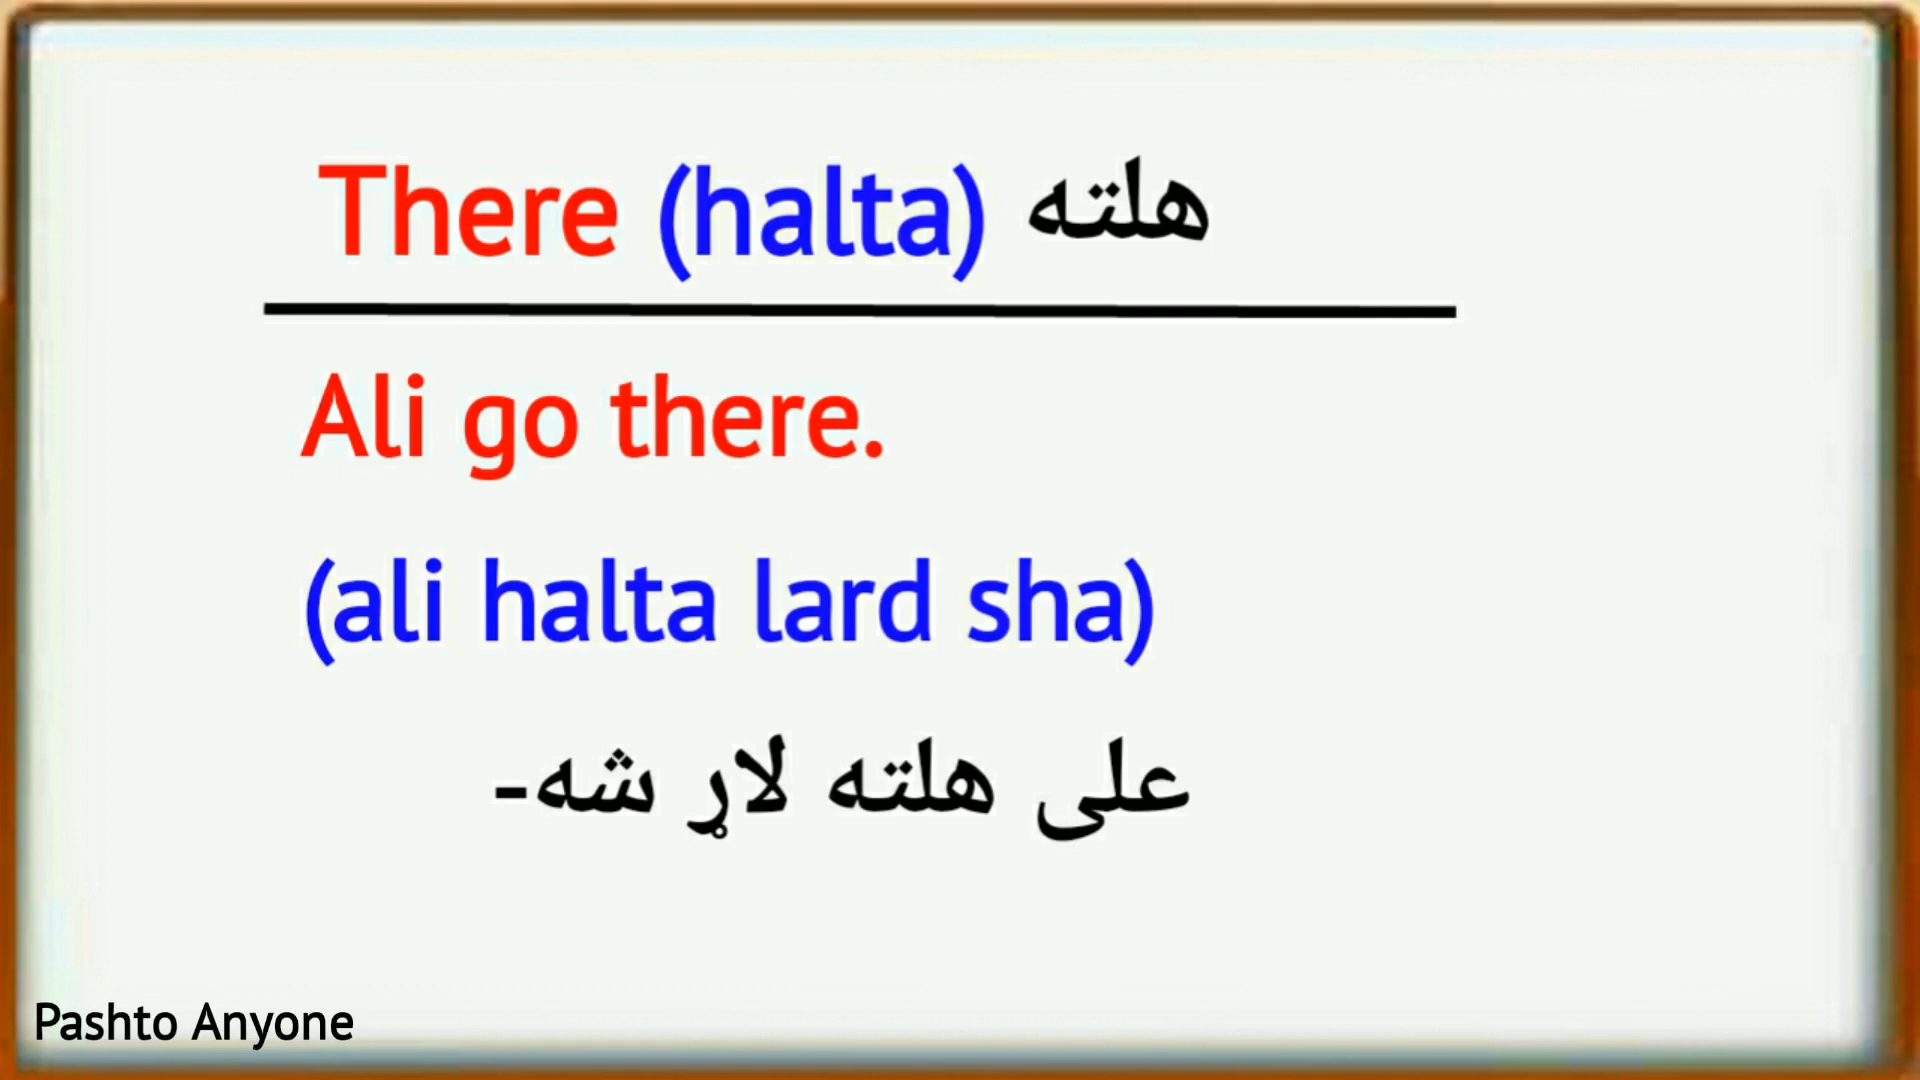 There (halta) هلته
Ali go there.
(ali halta lard sha)
علی هلته لاړ شه-
Pashto Anyone